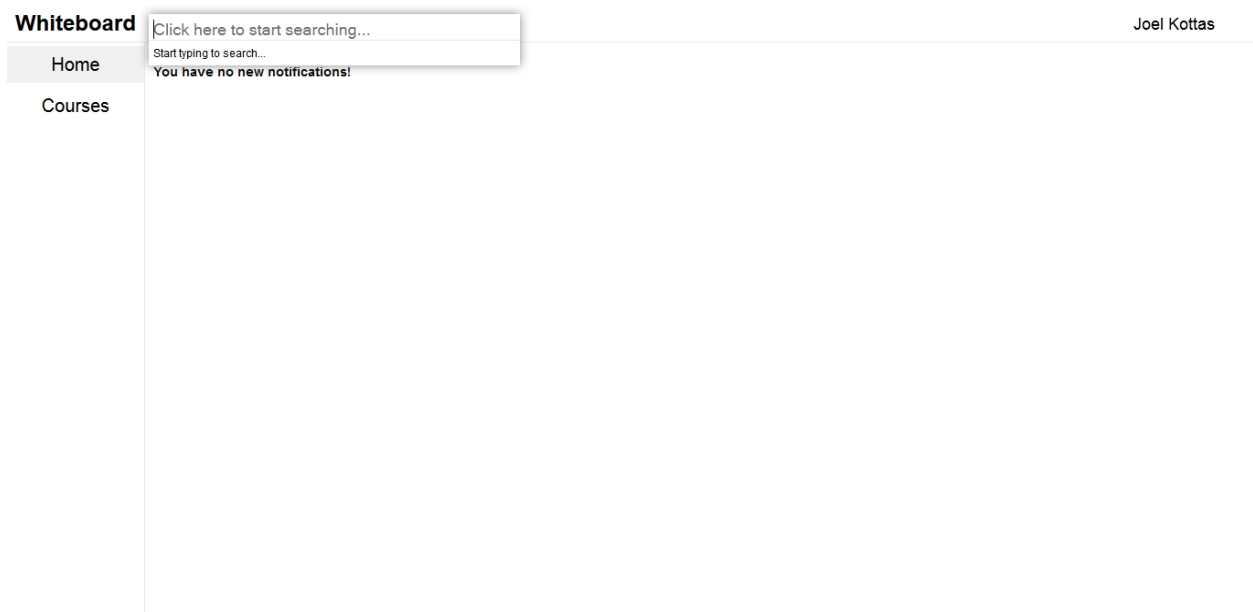 Whiteboard
Click here to start searching...
Joel Kottas
Start typing to search...
Home
You have no new notifications!
Courses